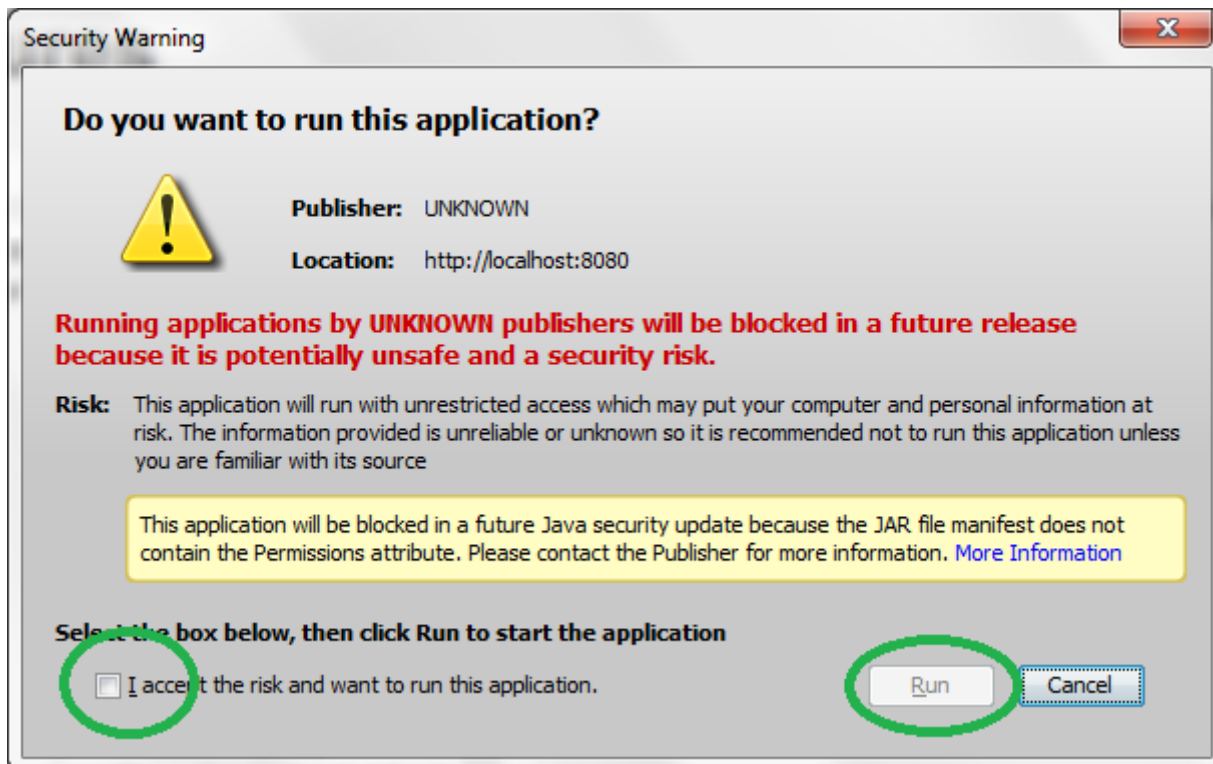 Security Warning
Do you want to run this application?
Publisher: UNKNOWN
Location: http://localhost:8080
Running applications by UNKNOWN publishers will be blocked in a future release
because it is potentially unsafe and a security risk.
Risk: This application will run with unrestricted access which may put your computer and personal information at
risk. The information provided is unreliable or unknown so it is recommended not to run this application unless
you are familiar with its source
This application will be blocked in a future Java security update because the JAR file manifest does not
contain the Permissions attribute. Please contact the Publisher for more information. More Information
Select the box below, then click Run to start the application
I accept the risk and want to run this application.
Run Cancel